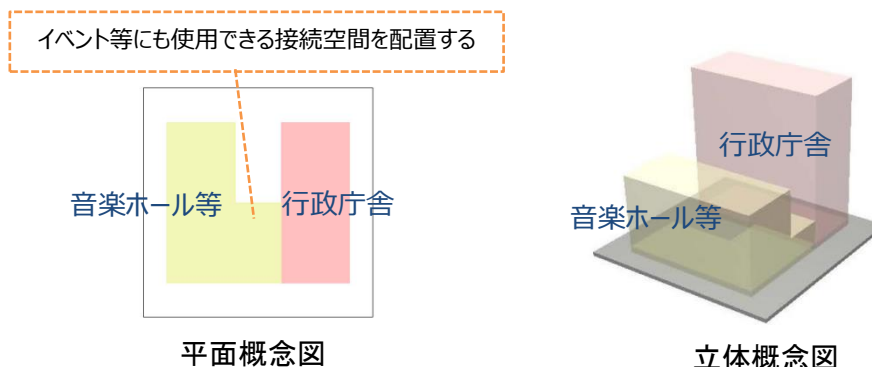 イベント等にも使用できる接続空間を配置する
音楽ホール等
行政庁舎
平面概念図
行政庁舎
音楽ホール等
立体概念図